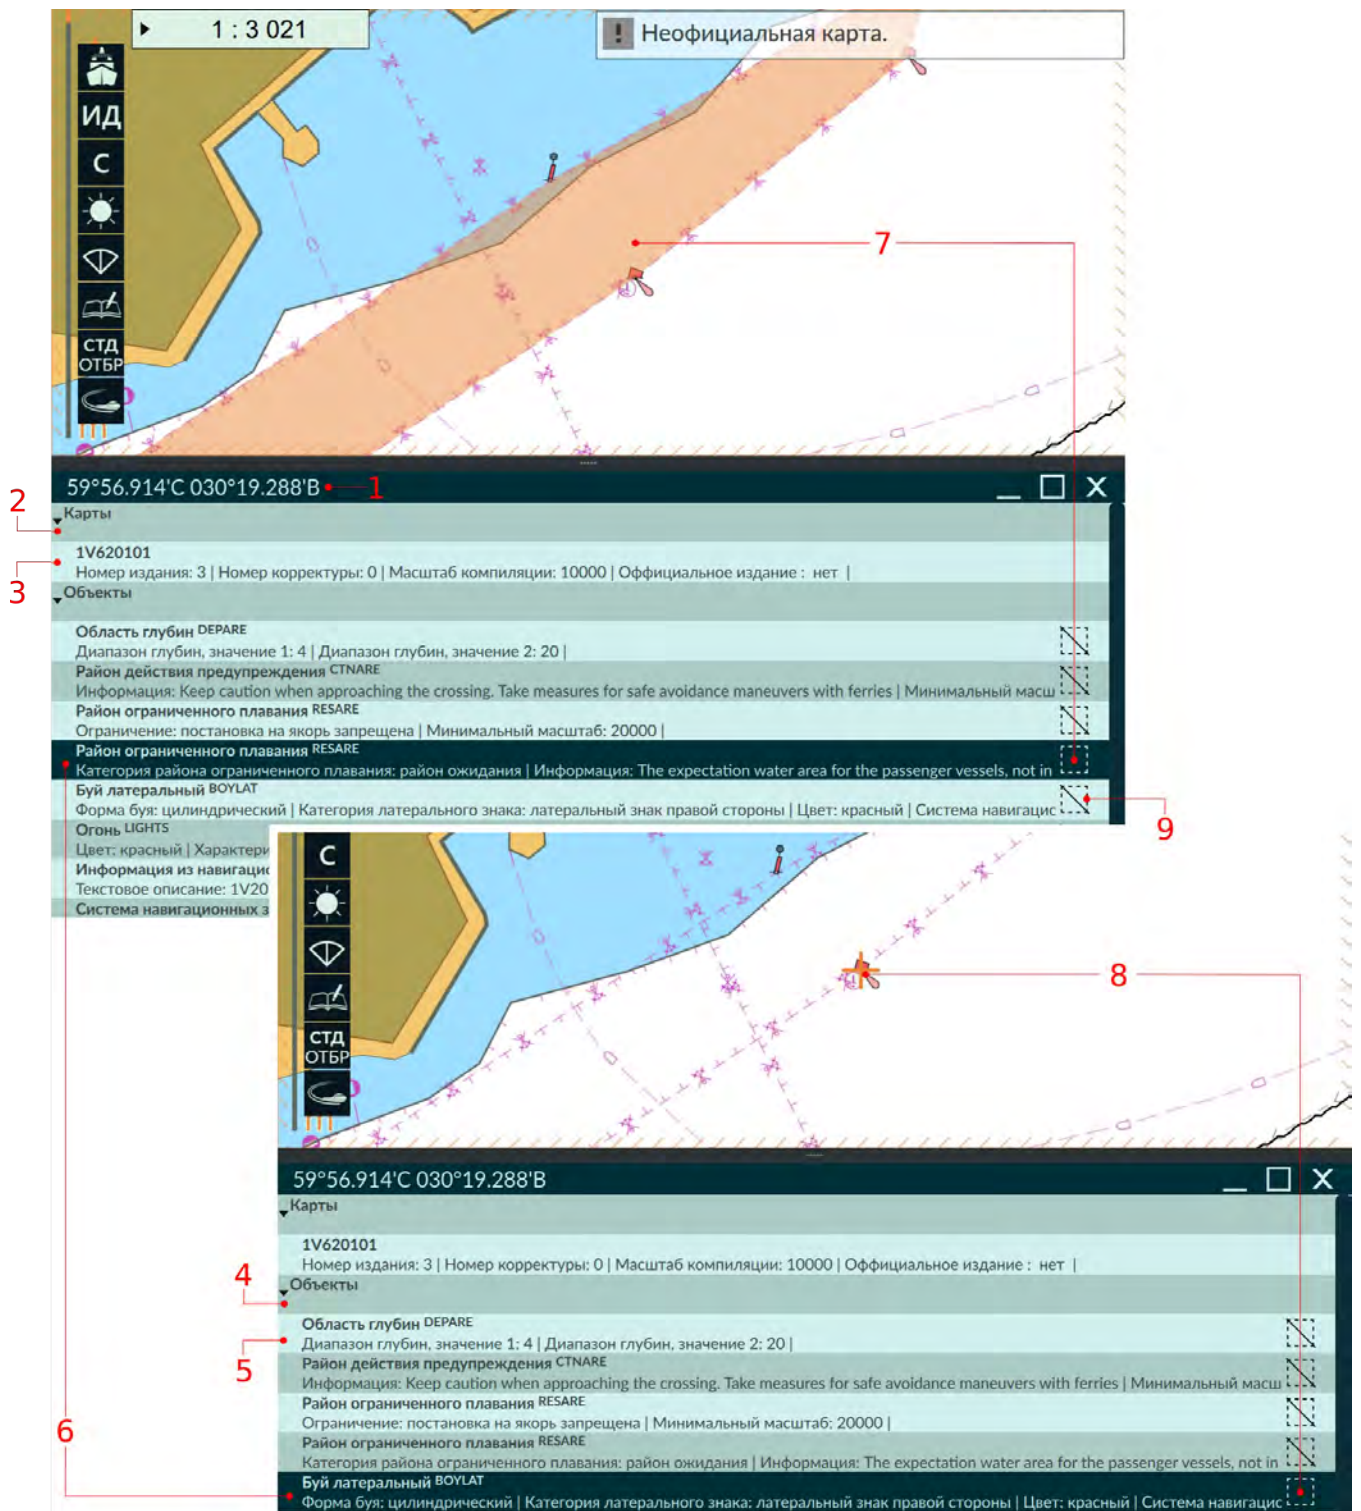 1 : 3 021
Неофициальная карта.
ИД
С
СТД
ОТБР
7
59°56.914'С 030°19.288'В
1
2
Карты
3
1V620101
Номер издания: 3 | Номер корректуры: 0 | Масштаб компиляции: 10000 | Оффициальное издание : нет |
Объекты
Область глубин DEPARE
Диапазон глубин, значение 1: 4 | Диапазон глубин, значение 2: 20 |
Район действия предупреждения CTNARE
Информация: Keep caution when approaching the crossing. Take measures for safe avoidance maneuvers with ferries | Минимальный масш
Район ограниченного плавания RESARE
Ограничение: постановка на якорь запрещена | Минимальный масштаб: 20000 |
Район ограниченного плавания RESARE
Категория района ограниченного плавания: район ожидания | Информация: The expectation water area for the passenger vessels, not in
Буй латеральный BOYLAT
Форма буя: цилиндрический | Категория латерального знака: латеральный знак правой стороны | Цвет: красный | Система навигацис
9
Огонь LIGHTS
Цвет: красный | Характери
Информация из навигацио
Текстовое описание: 1V20
Система навигационных з
С
СТД
ОТБР
8
59°56.914'С 030°19.288'В
Карты
1V620101
Номер издания: 3 | Номер корректуры: 0 | Масштаб компиляции: 10000 | Оффициальное издание : нет |
4
Объекты
5
Область глубин DEPARE
Диапазон глубин, значение 1: 4 | Диапазон глубин, значение 2: 20 |
Район действия предупреждения CTNARE
Информация: Keep caution when approaching the crossing. Take measures for safe avoidance maneuvers with ferries | Минимальный масш
Район ограниченного плавания RESARE
Ограничение: постановка на якорь запрещена | Минимальный масштаб: 20000 |
6
Район ограниченного плавания RESARE
Категория района ограниченного плавания: район ожидания | Информация: The expectation water area for the passenger vessels, not in
Буй латеральный BOYLAT
Форма буя: цилиндрический | Категория латерального знака: латеральный знак правой стороны | Цвет: красный | Система навигацис